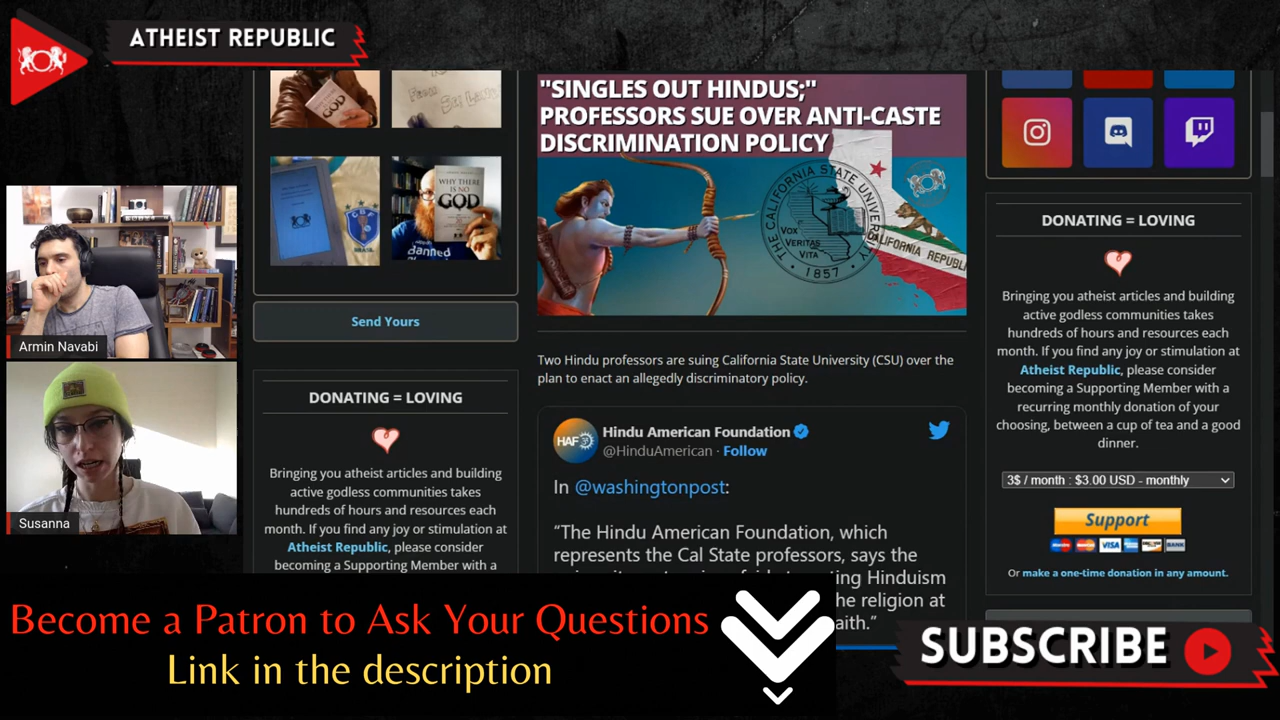 ATHEIST REPUBLIC
Armin Navabi
Susanna
WHY THERE IS NO
GOD
Banned
Send Yours
DONATING = LOVING
Bringing you atheist articles and building
active godless communities takes
hundreds of hours and resources each
month. If you find any joy or stimulation at
Atheist Republic, please consider
becoming a Supporting Member with a
"SINGLES OUT HINDUS;"
PROFESSORS SUE OVER ANTI-CASTE
DISCRIMINATION POLICY
THE CALIFORNIA STATE UNIVERSITY
VOX
VERITAS
VITA
1857
CALIFORNIA REPUBL
Two Hindu professors are suing California State University (CSU) over the
plan to enact an allegedly discriminatory policy.
HAF
Hindu American Foundation
@HinduAmerican · Follow
In @washingtonpost:
“The Hindu American Foundation, which
represents the Cal State professors, says the
ting Hinduism
he religion at
aith.”
DONATING = LOVING
Bringing you atheist articles and building
active godless communities takes
hundreds of hours and resources each
month. If you find any joy or stimulation at
Atheist Republic, please consider
becoming a Supporting Member with a
recurring monthly donation of your
choosing, between a cup of tea and a good
dinner.
3$ / month : $3.00 USD - monthly
Support
VISA
BANK
Or make a one-time donation in any amount.
Become a Patron to Ask Your Questions
Link in the description
SUBSCRIBE